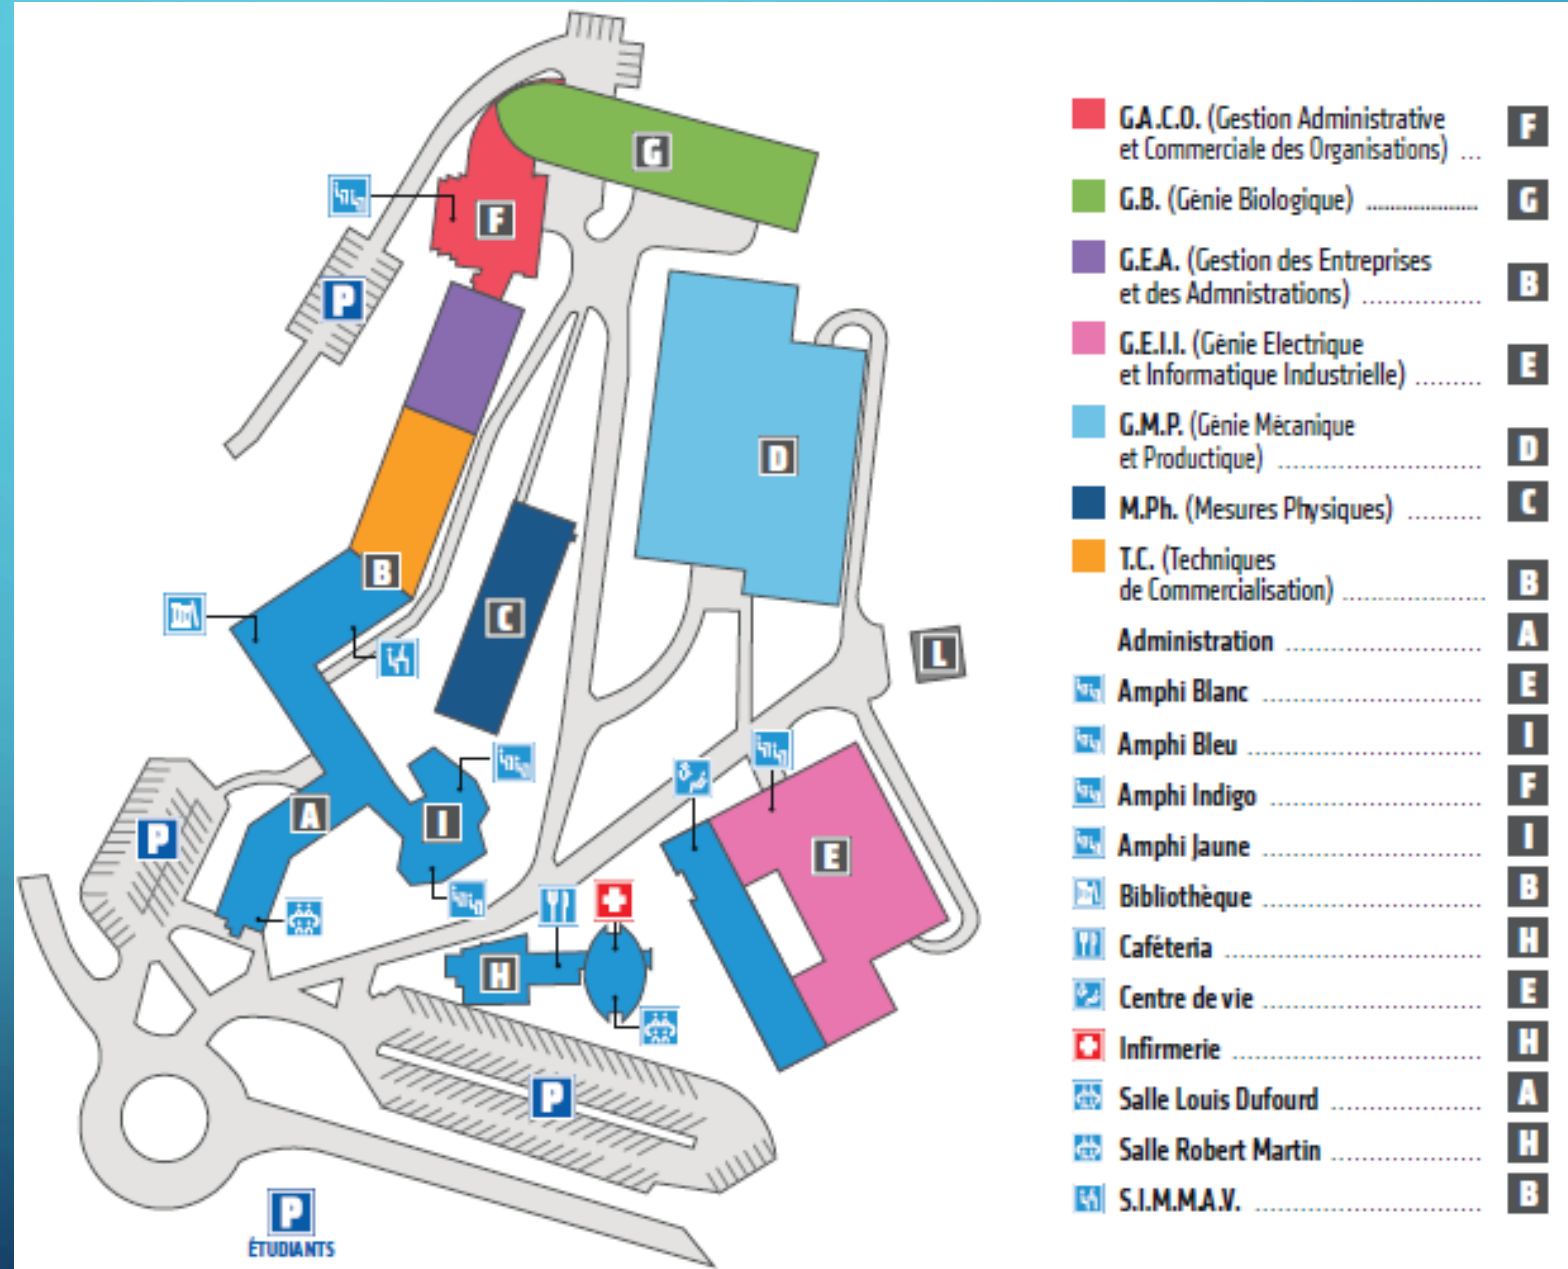 G
F
P
D
B
C
L
A
I
P
E
H
P
P
ÉTUDIANTS
G.A.C.O. (Gestion Administrative
et Commerciale des Organisations) ... F
G.B. (Génie Biologique) ..................... G
G.E.A. (Gestion des Entreprises
et des Admnistrations) ................ B
G.E.I.I. (Génie Electrique
et Informatique Industrielle) ......... E
G.M.P. (Génie Mécanique
et Productique) ............................ D
M.Ph. (Mesures Physiques) .......... C
T.C. (Techniques
de Commercialisation) ................... B
Administration .......................... A
Amphi Blanc ............................. E
Amphi Bleu ............................... I
Amphi Indigo ............................ F
Amphi Jaune ............................. I
Bibliothèque ............................. B
Caféteria .................................. H
Centre de vie ............................ E
Infirmerie ................................. H
Salle Louis Dufourd ................... A
Salle Robert Martin .................. H
S.I.M.M.A.V. .............................. B